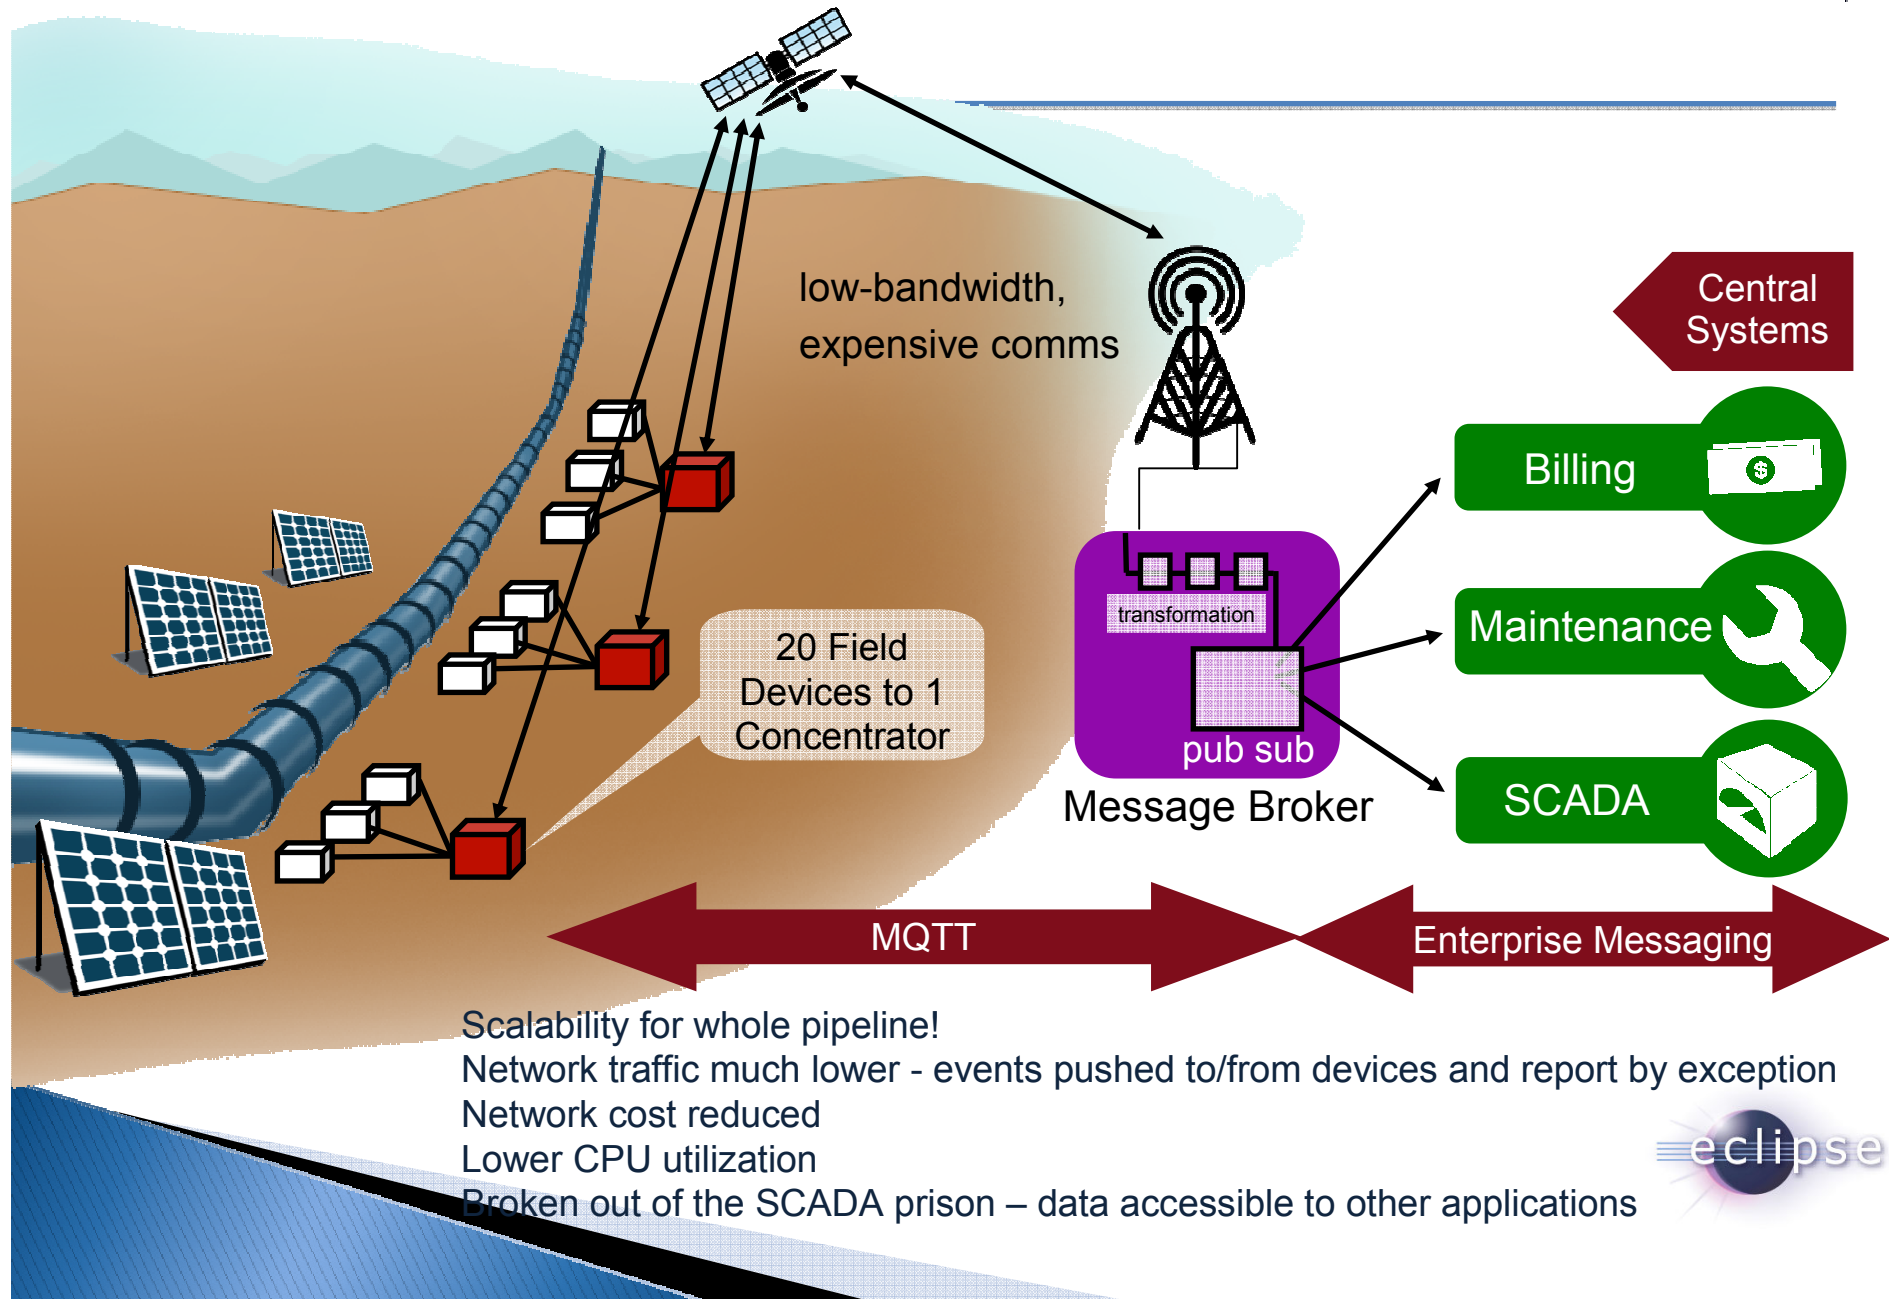 low-bandwidth,
expensive comms
Central
Systems
Billing
$
Maintenance
SCADA
transformation
pub sub
Message Broker
20 Field
Devices to 1
Concentrator
MQTT
Enterprise Messaging
Scalability for whole pipeline!
Network traffic much lower - events pushed to/from devices and report by exception
Network cost reduced
Lower CPU utilization
Broken out of the SCADA prison – data accessible to other applications
eclipse